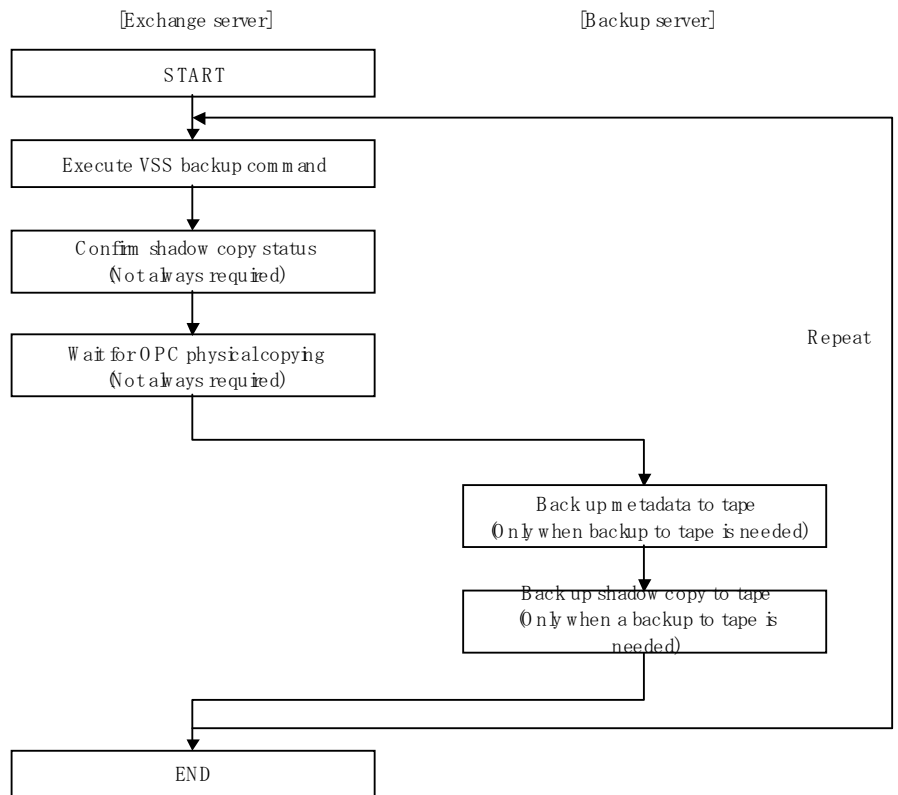 [Exchange server]
[Backup server]
START
Execute VSS backup command
Confirm shadow copy status
(Not always required)
Wait for OPC physical copying
(Not always required)
Repeat
Back up metadata to tape
(Only when backup to tape is needed)
Back up shadow copy to tape
(Only when a backup to tape is
needed)
END